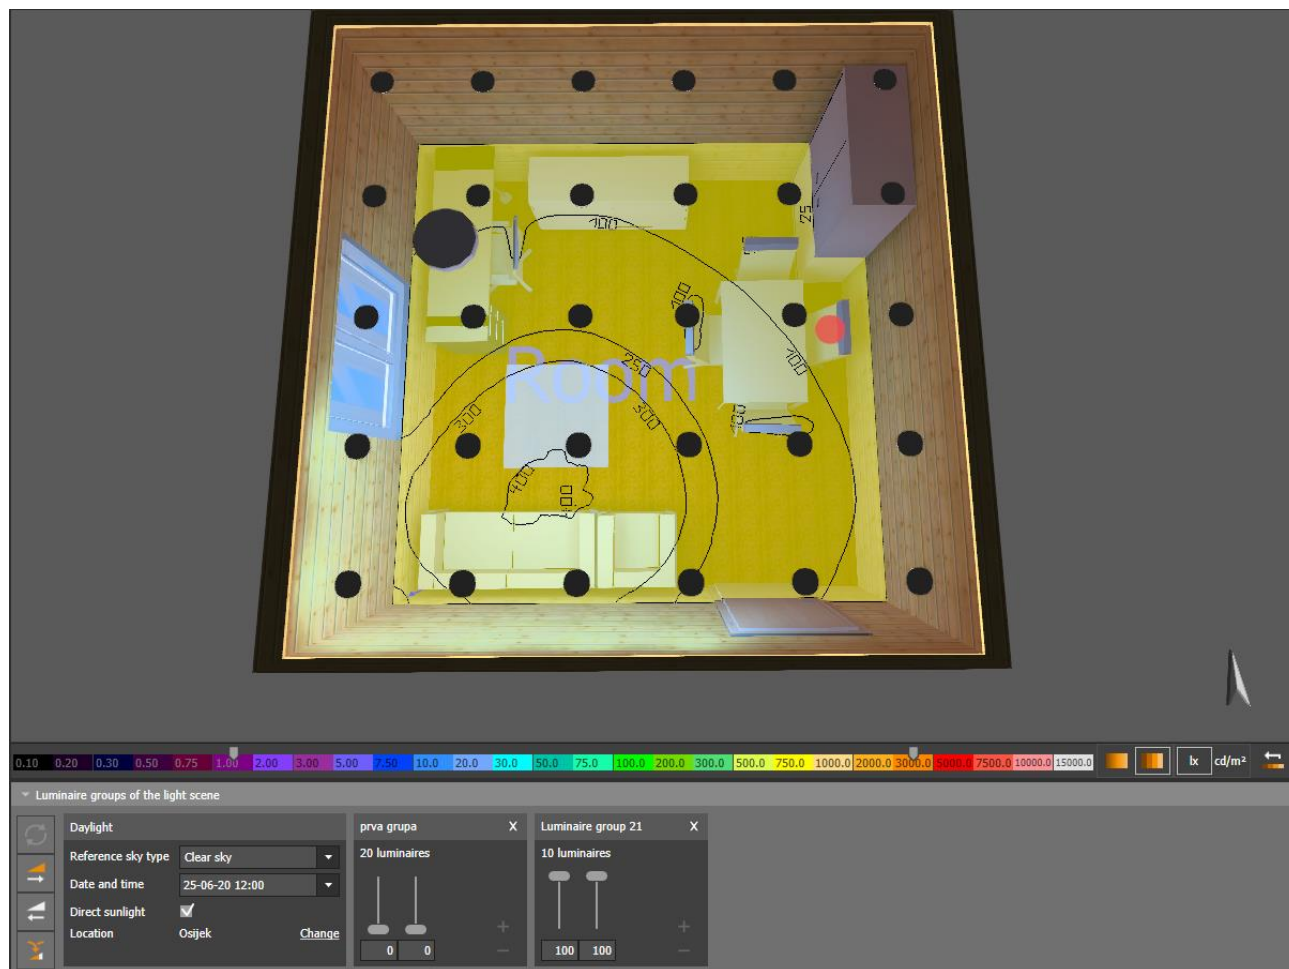 100
25
100
Room
250
100
300
300
100
400
400
0.10 0.20 0.30 0.50 0.75 1.00 2.00 3.00 5.00 7.50 10.0 20.0 30.0 50.0 75.0 100.0 200.0 300.0 500.0 750.0 1000.0 2000.0 3000.0 5000.0 7500.0 10000.0 15000.0 lx cd/m²
Luminaire groups of the light scene
Daylight
prva grupa X
Luminaire group 21 X
Reference sky type Clear sky
20 luminaires
10 luminaires
Date and time 25-06-20 12:00
Direct sunlight
Location Osijek Change
0 0
100 100